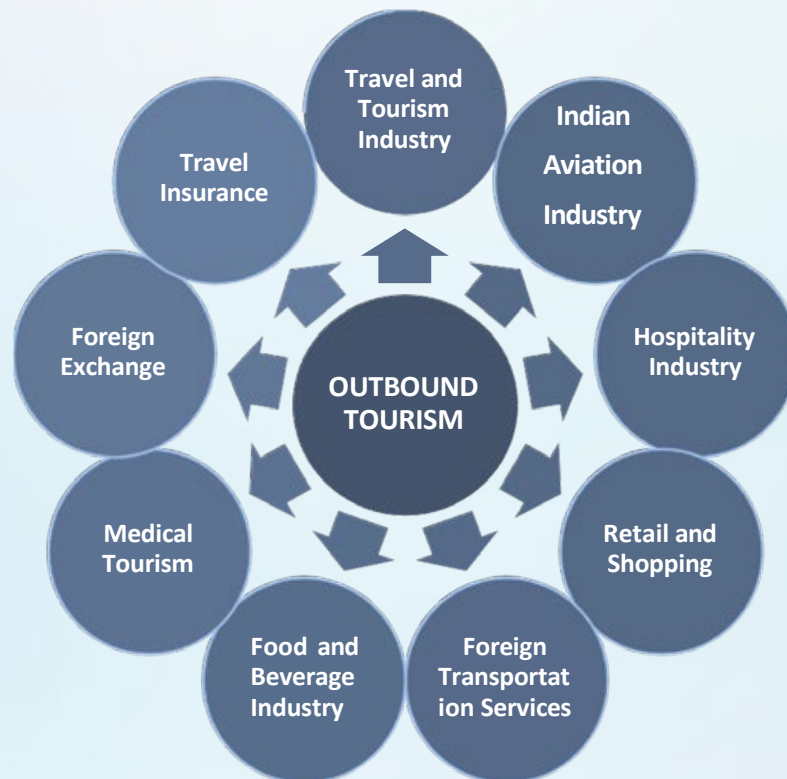 Travel and
Tourism
Industry
Indian
Aviation
Industry
Hospitality
Industry
Retail and
Shopping
Foreign
Transportat
ion Services
Food and
Beverage
Industry
Medical
Tourism
Foreign
Exchange
Travel
Insurance
OUTBOUND
TOURISM